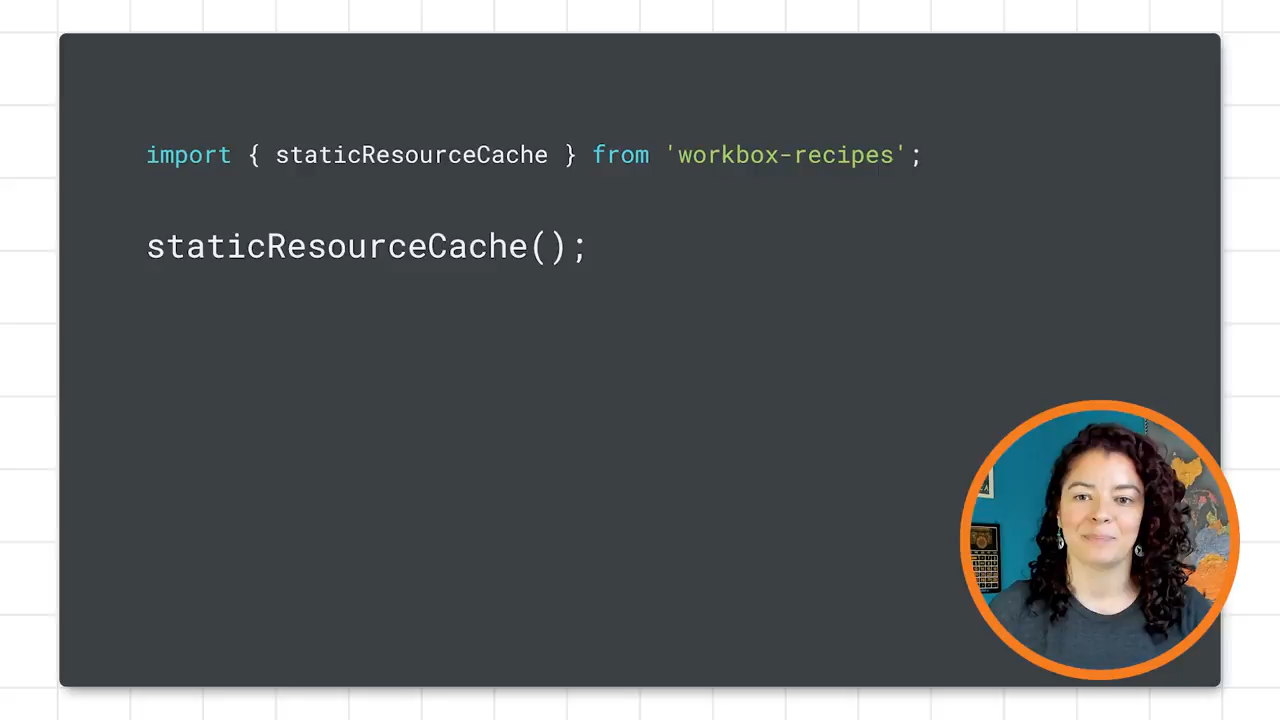 import { staticResourceCache } from 'workbox-recipes';
staticResourceCache();